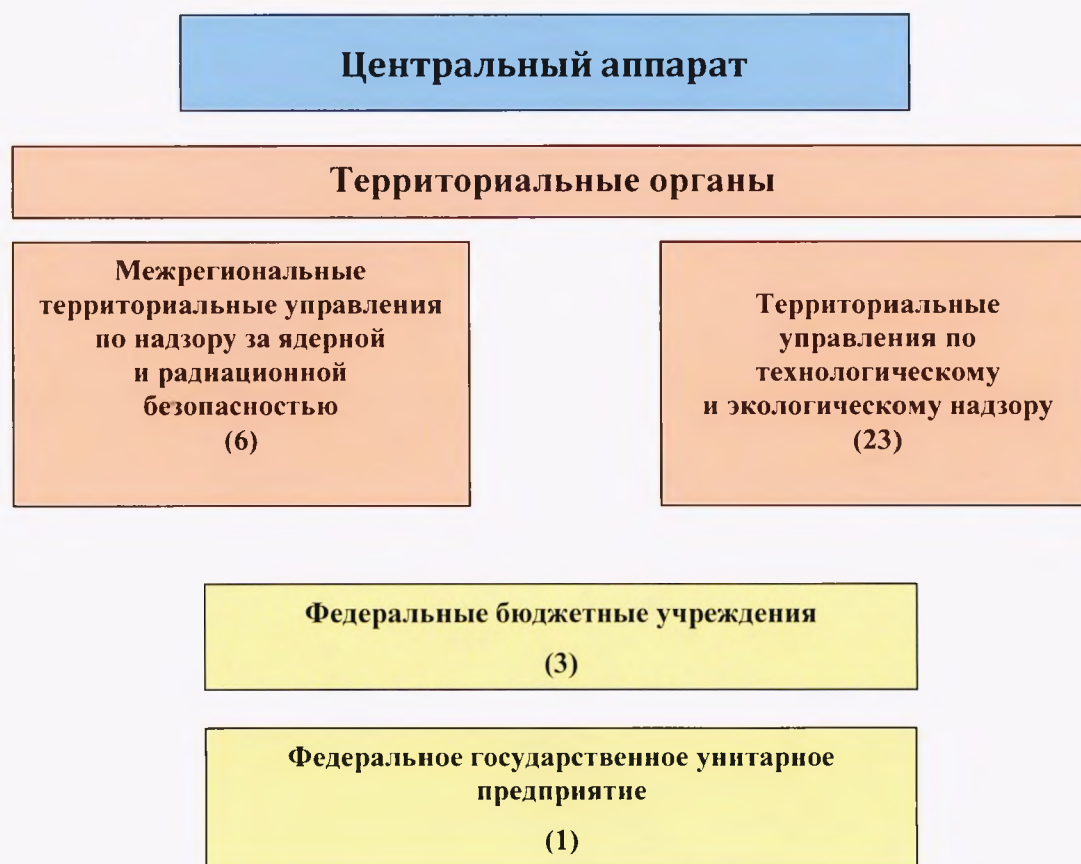 Центральный аппарат
Территориальные органы
Межрегиональные
территориальные управления
по надзору за ядерной
и радиационной
безопасностью
(6)
Территориальные
управления по
технологическому
и экологическому надзору
(23)
Федеральные бюджетные учреждения
(3)
Федеральное государственное унитарное
предприятие
(1)